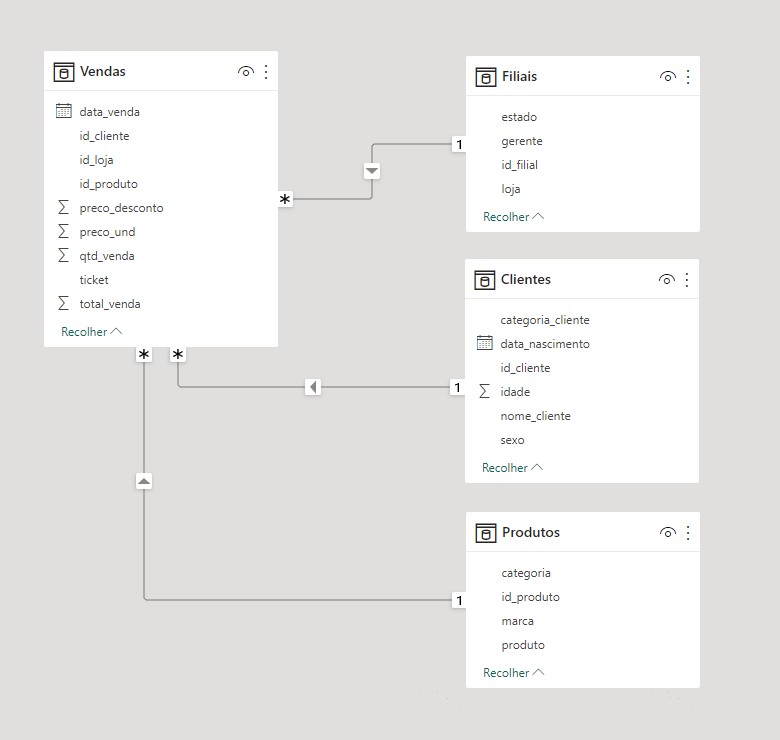 Vendas
data_venda
id_cliente
id_loja
id_produto
preco_desconto
preco_und
qtd_venda
ticket
total_venda
Recolher
Filiais
estado
gerente
id_filial
loja
Recolher
Clientes
categoria_cliente
data_nascimento
id_cliente
idade
nome_cliente
sexo
Recolher
Produtos
categoria
id_produto
marca
produto
Recolher
1
*
*
*
1
1